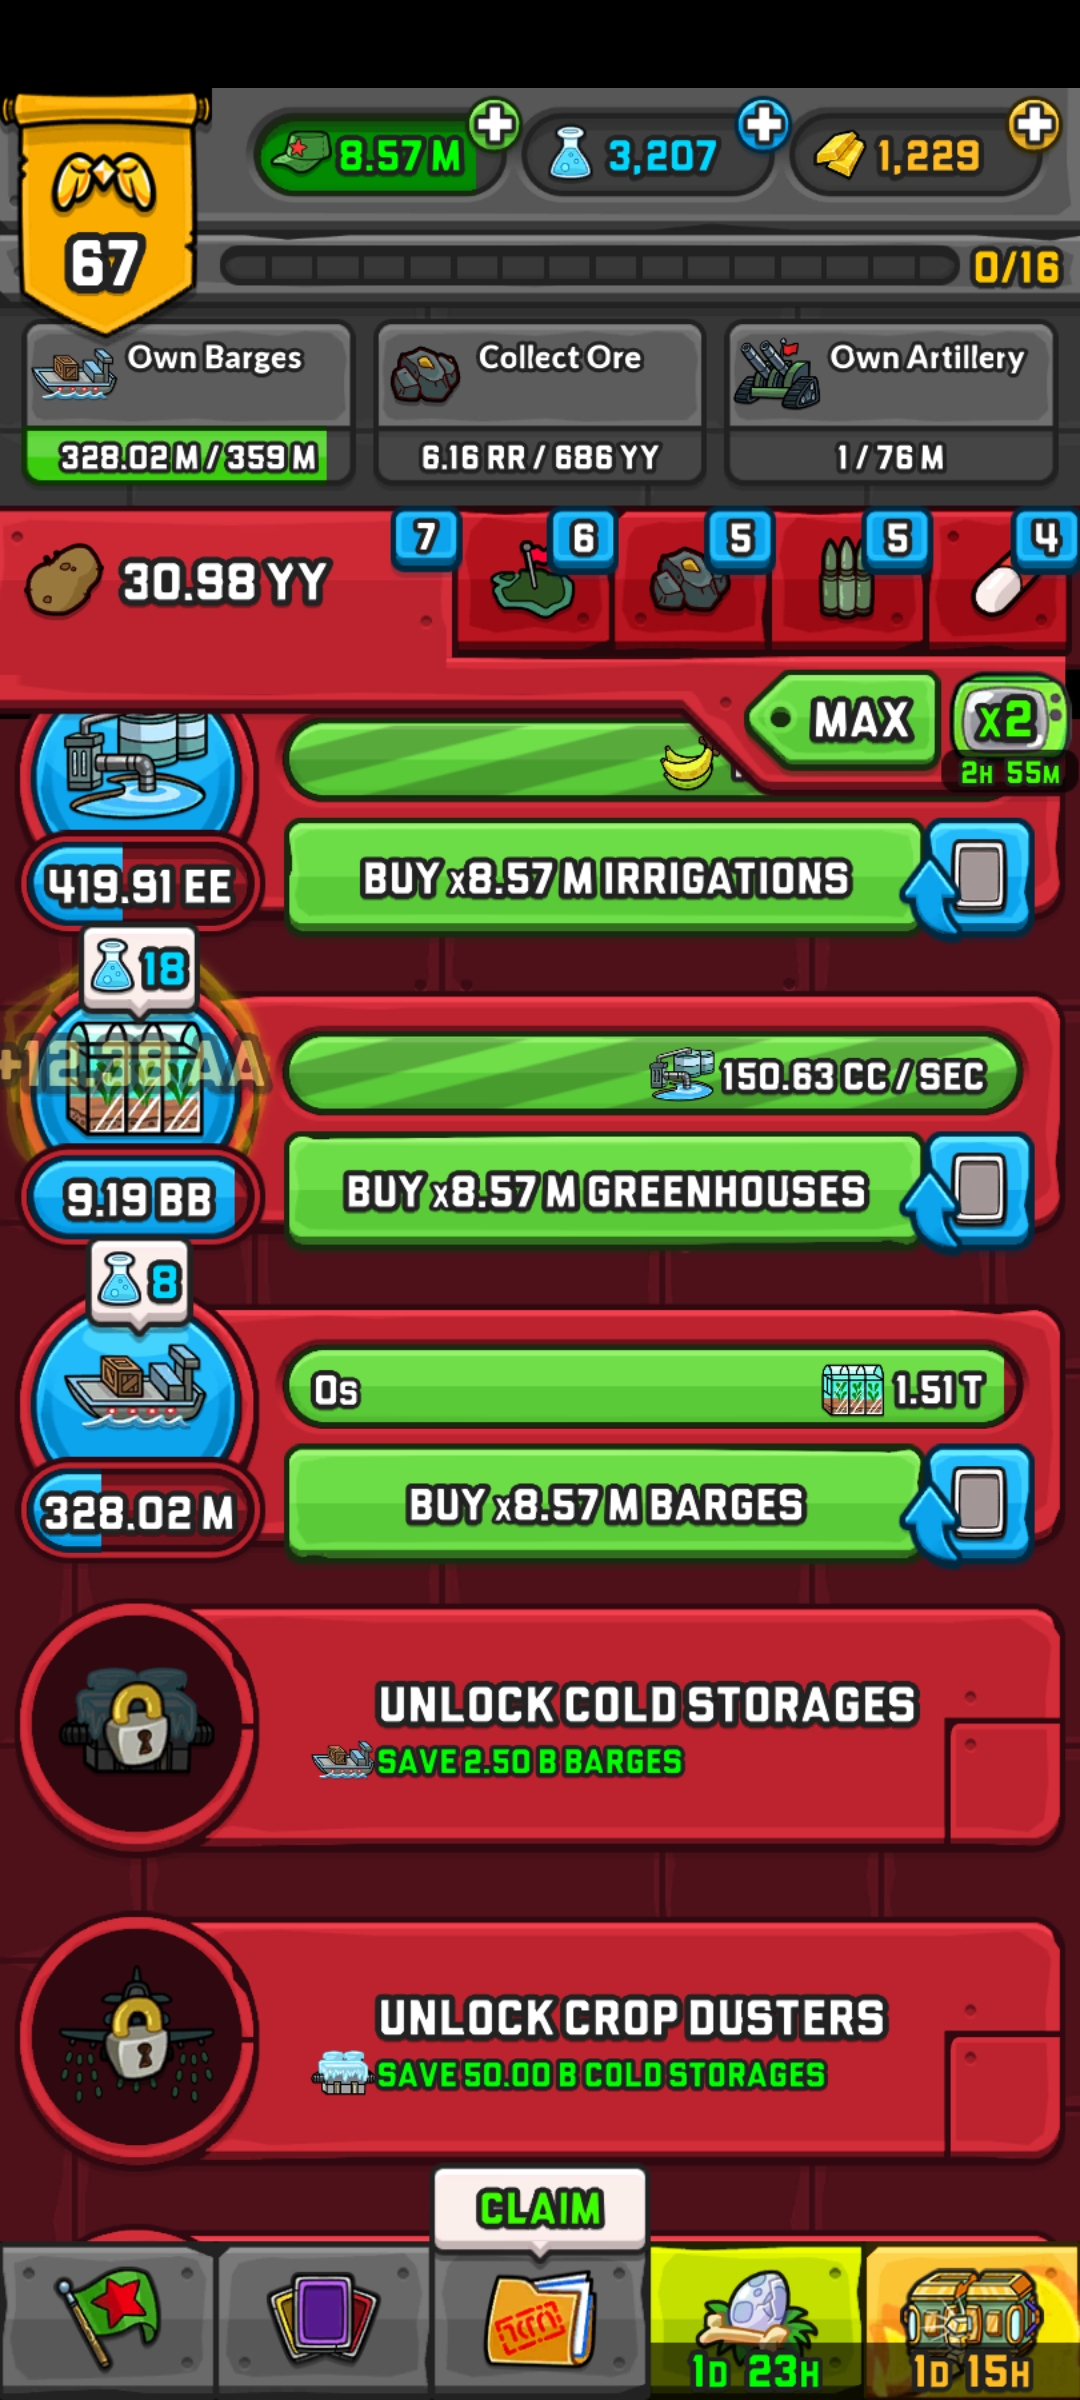 8.57 M
3,207
1,229
67
0/16
Own Barges
328.02 M / 359 M
Collect Ore
6.16 RR / 686 YY
Own Artillery
1 / 76 M
30.98 YY
7
6
5
5
4
MAX
x2
2H 55M
419.91 EE
BUY x8.57 M IRRIGATIONS
18
+12.38 AA
150.63 CC / SEC
9.19 BB
BUY x8.57 M GREENHOUSES
8
0s
1.51 T
328.02 M
BUY x8.57 M BARGES
UNLOCK COLD STORAGES
SAVE 2.50 B BARGES
UNLOCK CROP DUSTERS
SAVE 50.00 B COLD STORAGES
CLAIM
1D 23H
1D 15H